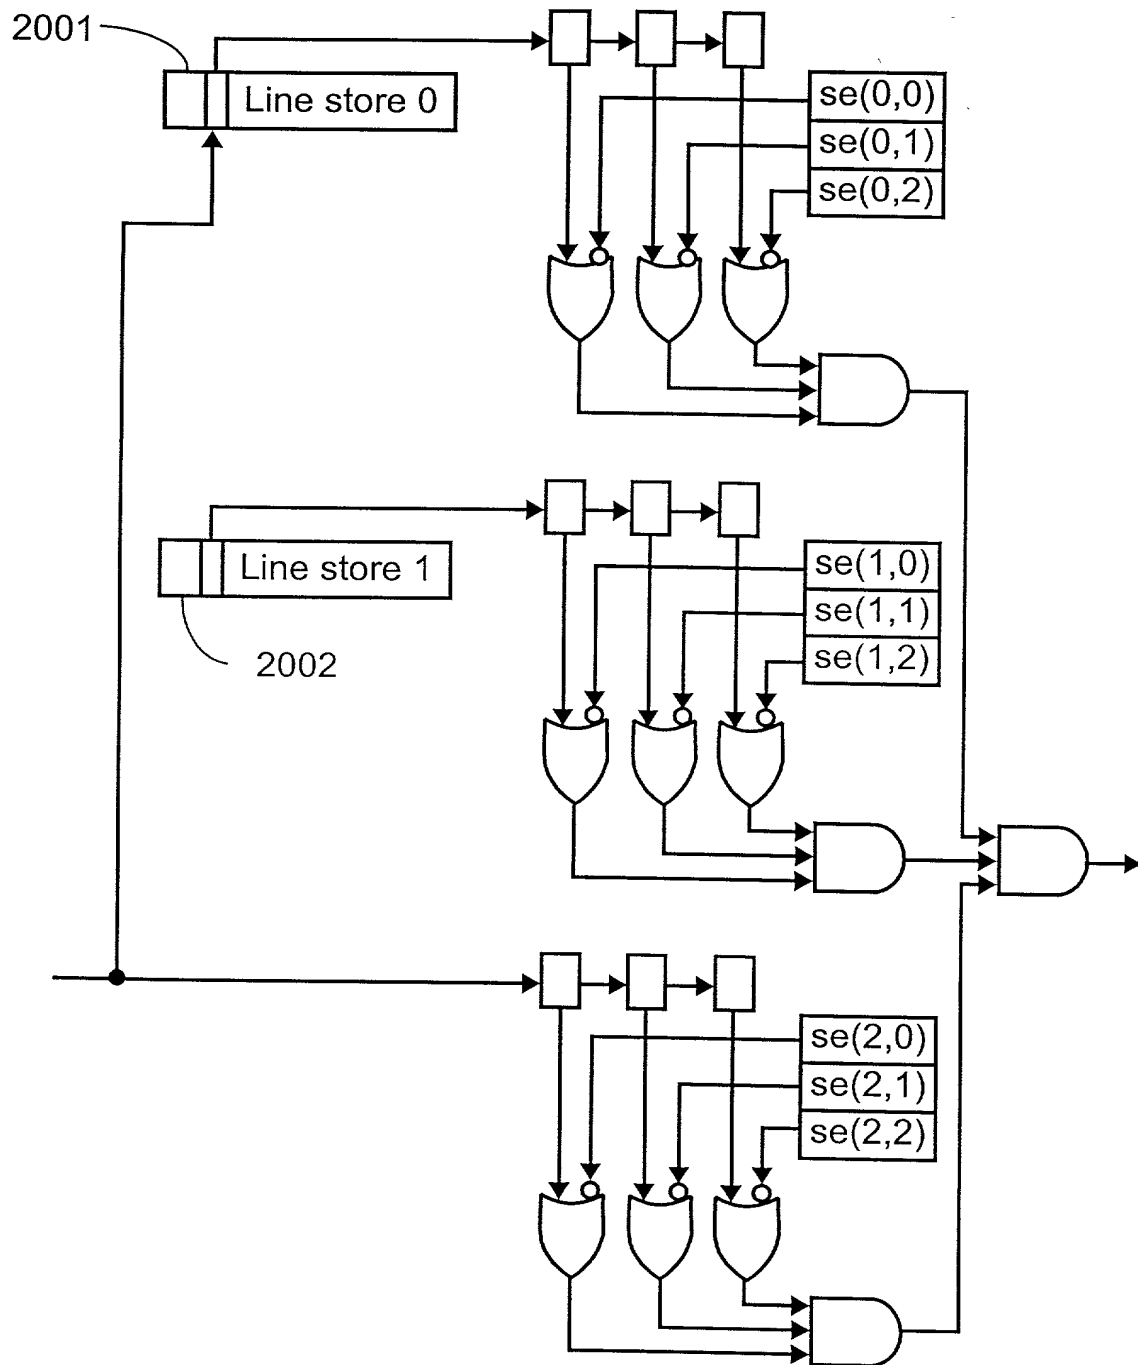 2001
Line store 0
se(0,0)
se(0,1)
se(0,2)
Line store 1
2002
se(1,0)
se(1,1)
se(1,2)
se(2,0)
se(2,1)
se(2,2)